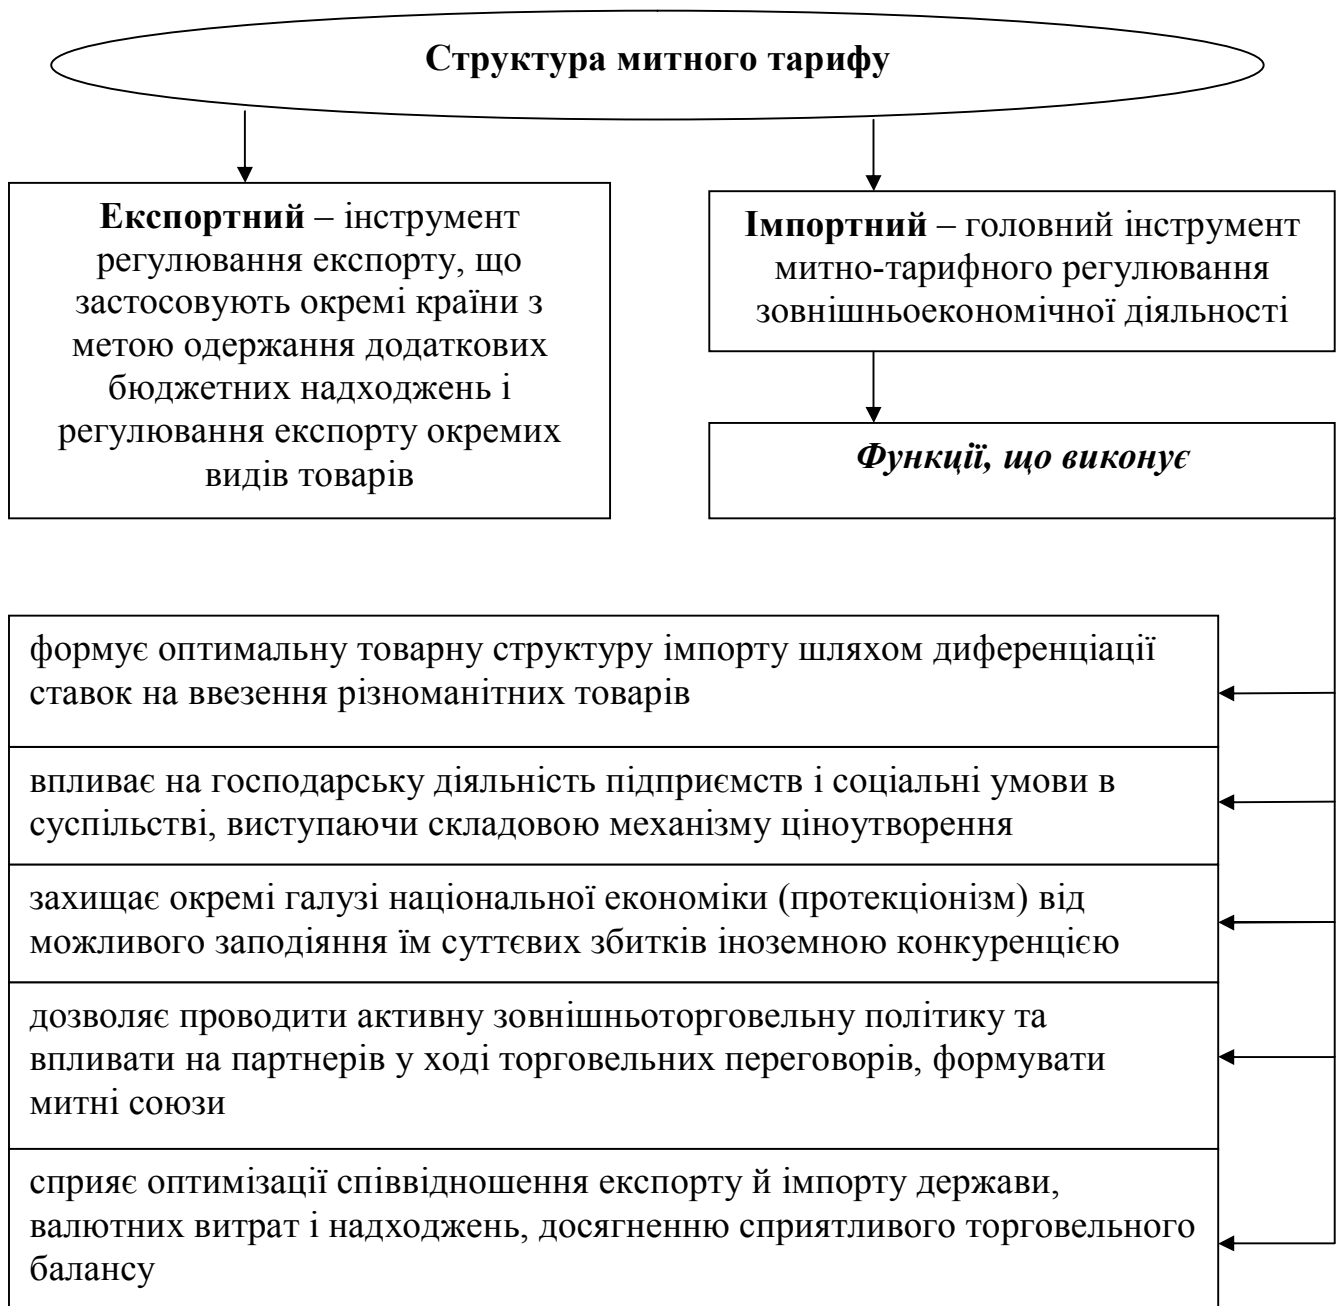 Структура митного тарифу
Експортний – інструмент
регулювання експорту, що
застосовують окремі країни з
метою одержання додаткових
бюджетних надходжень і
регулювання експорту окремих
видів товарів
Імпортний – головний інструмент
митно-тарифного регулювання
зовнішньоекономічної діяльності
Функції, що виконує
формує оптимальну товарну структуру імпорту шляхом диференціації
ставок на ввезення різноманітних товарів
впливає на господарську діяльність підприємств і соціальні умови в
суспільстві, виступаючи складовою механізму ціноутворення
захищає окремі галузі національної економіки (протекціонізм) від
можливого заподіяння їм суттєвих збитків іноземною конкуренцією
дозволяє проводити активну зовнішньоторговельну політику та
впливати на партнерів у ході торговельних переговорів, формувати
митні союзи
сприяє оптимізації співвідношення експорту й імпорту держави,
валютних витрат і надходжень, досягненню сприятливого торговельного
балансу